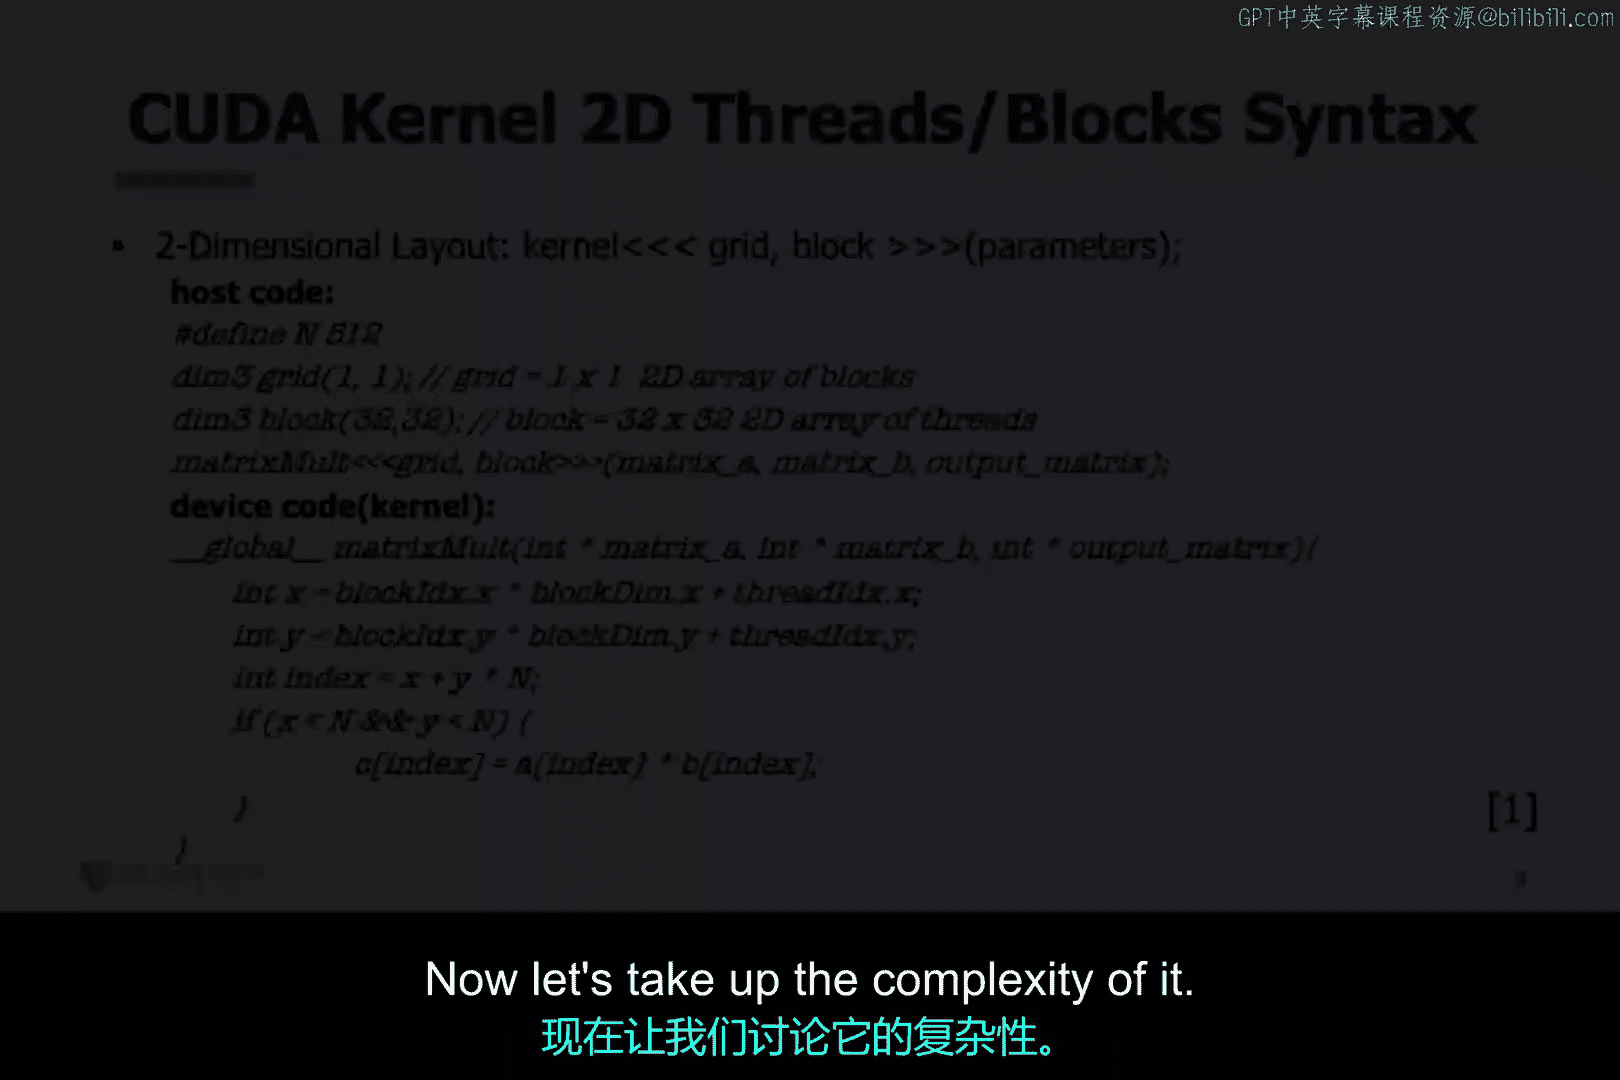 GPT中英字幕课程资源@bilibili.com
CUDA Kernel 2D Threads/Blocks Syntax
▪ 2-Dimensional Layout: kernel<<< grid, block >>>(parameters);
host code:
#define N 512
dim3 grid(1, 1); // grid = 1 x 1 2D array of blocks
dim3 block(32,32); // block = 32 x 32 2D array of threads
matrixMult<<<grid, block>>>(matrix_a, matrix_b, output_matrix);
device code(kernel):
__global__ matrixMult(int * matrix_a, int * matrix_b, int * output_matrix){
int x = blockIdx.x * blockDim.x + threadIdx.x;
int y = blockIdx.y * blockDim.y + threadIdx.y;
int index = x + y * N;
if (x < N && y < N) {
c[index] = a[index] * b[index];
}
}
[1]
Now let's take up the complexity of it.
现在让我们讨论它的复杂性。